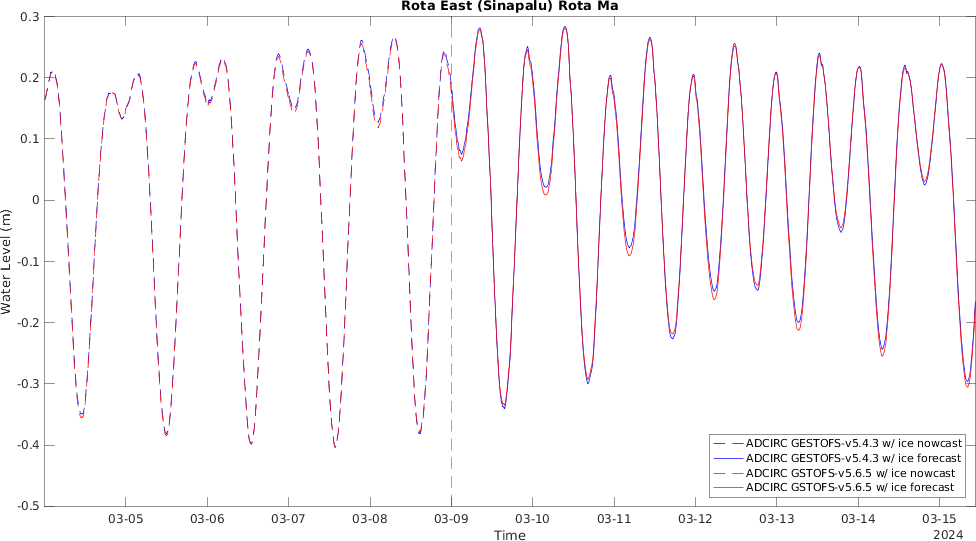 Rota East (Sinapalu) Rota Ma
0.3
0.2
0.1
0
-0.1
-0.2
-0.3
-0.4
-0.5
Water Level (m)
ADCIRC GESTOFS-v5.4.3 w/ ice nowcast
ADCIRC GESTOFS-v5.4.3 w/ ice forecast
ADCIRC GSTOFS-v5.6.5 w/ ice nowcast
ADCIRC GSTOFS-v5.6.5 w/ ice forecast
03-05 03-06 03-07 03-08 03-09 03-10 03-11 03-12 03-13 03-14 03-15
Time 2024